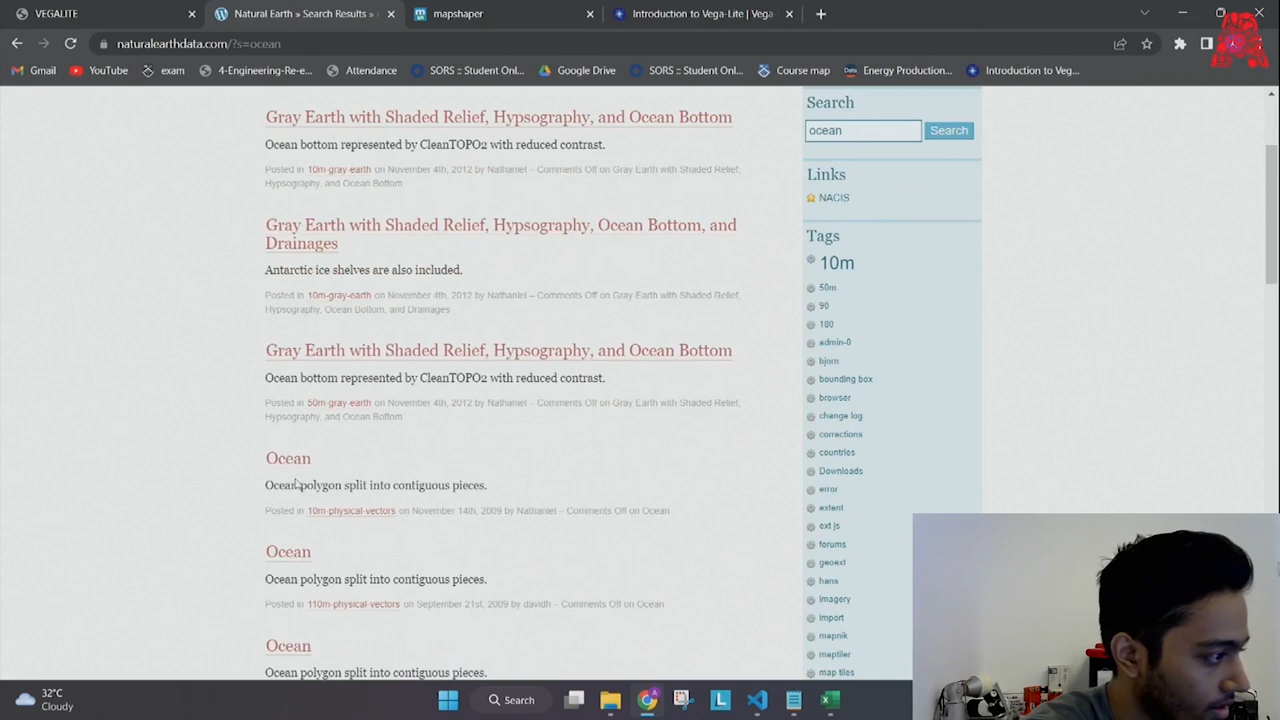 VEGALITE
Natural Earth » Search Results »
mapshaper
Introduction to Vega-Lite | Vega
naturalearthdata.com/?s=ocean
Gmail
YouTube
exam
4-Engineering-Re-e...
Attendance
SORS :: Student Onl...
Google Drive
SORS :: Student Onl...
Course map
Energy Production...
Introduction to Veg...
Gray Earth with Shaded Relief, Hypsography, and Ocean Bottom
Ocean bottom represented by CleanTOPO2 with reduced contrast.
Posted in 10m-gray-earth on November 4th, 2012 by Nathaniel – Comments Off on Gray Earth with Shaded Relief,
Hypsography, and Ocean Bottom
Gray Earth with Shaded Relief, Hypsography, Ocean Bottom, and
Drainages
Antarctic ice shelves are also included.
Posted in 10m-gray-earth on November 4th, 2012 by Nathaniel – Comments Off on Gray Earth with Shaded Relief,
Hypsography, Ocean Bottom, and Drainages
Gray Earth with Shaded Relief, Hypsography, and Ocean Bottom
Ocean bottom represented by CleanTOPO2 with reduced contrast.
Posted in 50m-gray-earth on November 4th, 2012 by Nathaniel – Comments Off on Gray Earth with Shaded Relief,
Hypsography, and Ocean Bottom
Ocean
Ocean polygon split into contiguous pieces.
Posted in 10m-physical-vectors on November 14th, 2009 by Nathaniel – Comments Off on Ocean
Ocean
Ocean polygon split into contiguous pieces.
Posted in 110m-physical-vectors on September 21st, 2009 by davidh – Comments Off on Ocean
Ocean
Ocean polygon split into contiguous pieces.
Search
ocean
Search
Links
NACIS
Tags
10m
50m
90
180
admin-0
bjorn
bounding box
browser
change log
corrections
countries
Downloads
error
extent
ext js
forums
geoext
hans
Imagery
import
mapnik
maptiler
map tiles
32°C
Cloudy
Search